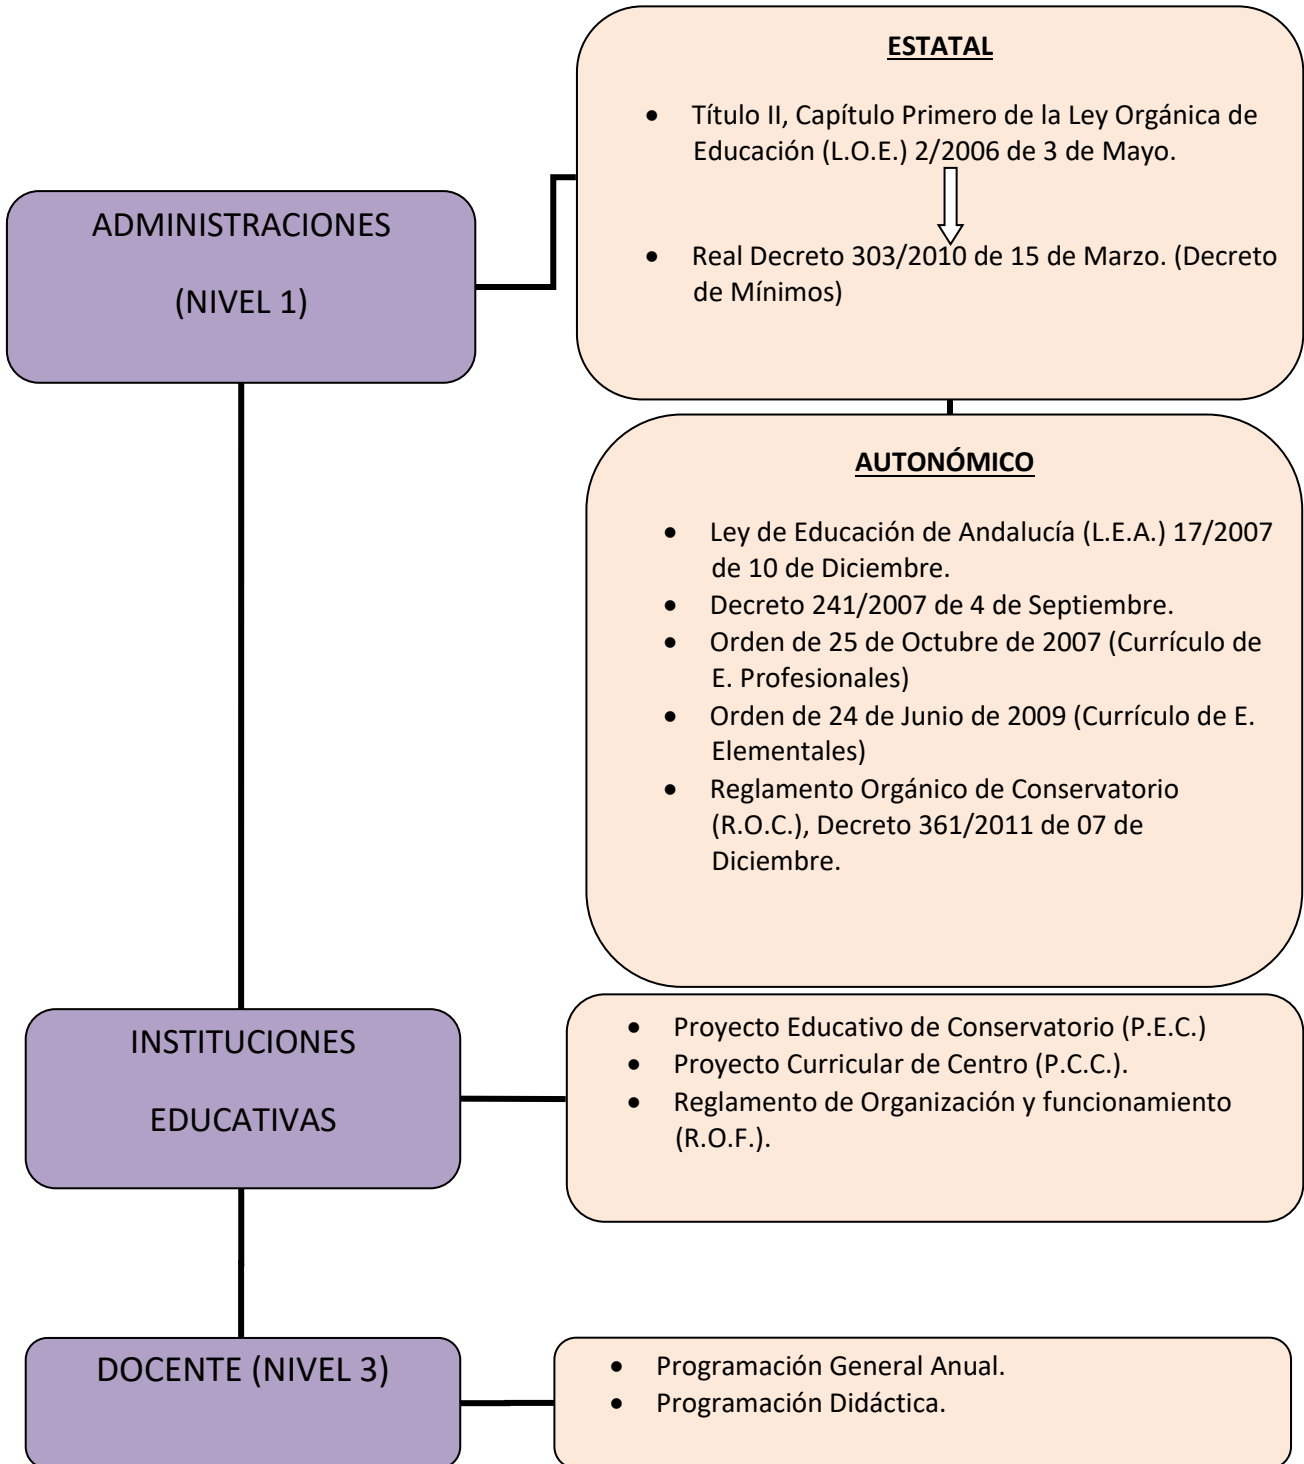 ESTATAL
• Título II, Capítulo Primero de la Ley Orgánica de
Educación (L.O.E.) 2/2006 de 3 de Mayo.
• Real Decreto 303/2010 de 15 de Marzo. (Decreto
de Mínimos)
ADMINISTRACIONES
(NIVEL 1)
AUTONÓMICO
• Ley de Educación de Andalucía (L.E.A.) 17/2007
de 10 de Diciembre.
• Decreto 241/2007 de 4 de Septiembre.
• Orden de 25 de Octubre de 2007 (Currículo de
E. Profesionales)
• Orden de 24 de Junio de 2009 (Currículo de E.
Elementales)
• Reglamento Orgánico de Conservatorio
(R.O.C.), Decreto 361/2011 de 07 de
Diciembre.
INSTITUCIONES
EDUCATIVAS
• Proyecto Educativo de Conservatorio (P.E.C.)
• Proyecto Curricular de Centro (P.C.C.).
• Reglamento de Organización y funcionamiento
(R.O.F.).
DOCENTE (NIVEL 3)
• Programación General Anual.
• Programación Didáctica.